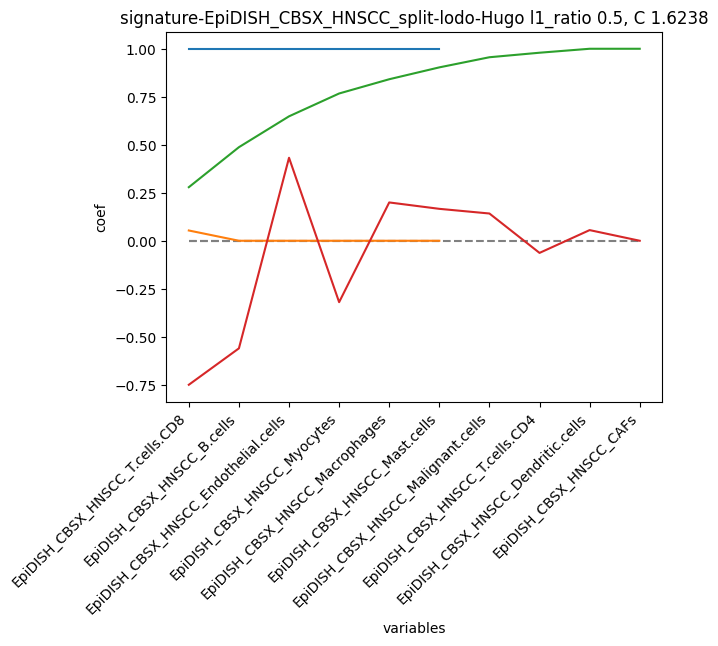 signature-EpiDISH_CBSX_HNSCC_split-lodo-Hugo l1_ratio 0.5, C 1.6238
coef
1.00
0.75
0.50
0.25
0.00
−0.25
−0.50
−0.75
EpiDISH_CBSX_HNSCC_T.cells.CD8
EpiDISH_CBSX_HNSCC_B.cells
EpiDISH_CBSX_HNSCC_Endothelial.cells
EpiDISH_CBSX_HNSCC_Myocytes
EpiDISH_CBSX_HNSCC_Macrophages
EpiDISH_CBSX_HNSCC_Mast.cells
EpiDISH_CBSX_HNSCC_Malignant.cells
EpiDISH_CBSX_HNSCC_T.cells.CD4
EpiDISH_CBSX_HNSCC_Dendritic.cells
EpiDISH_CBSX_HNSCC_CAFs
variables